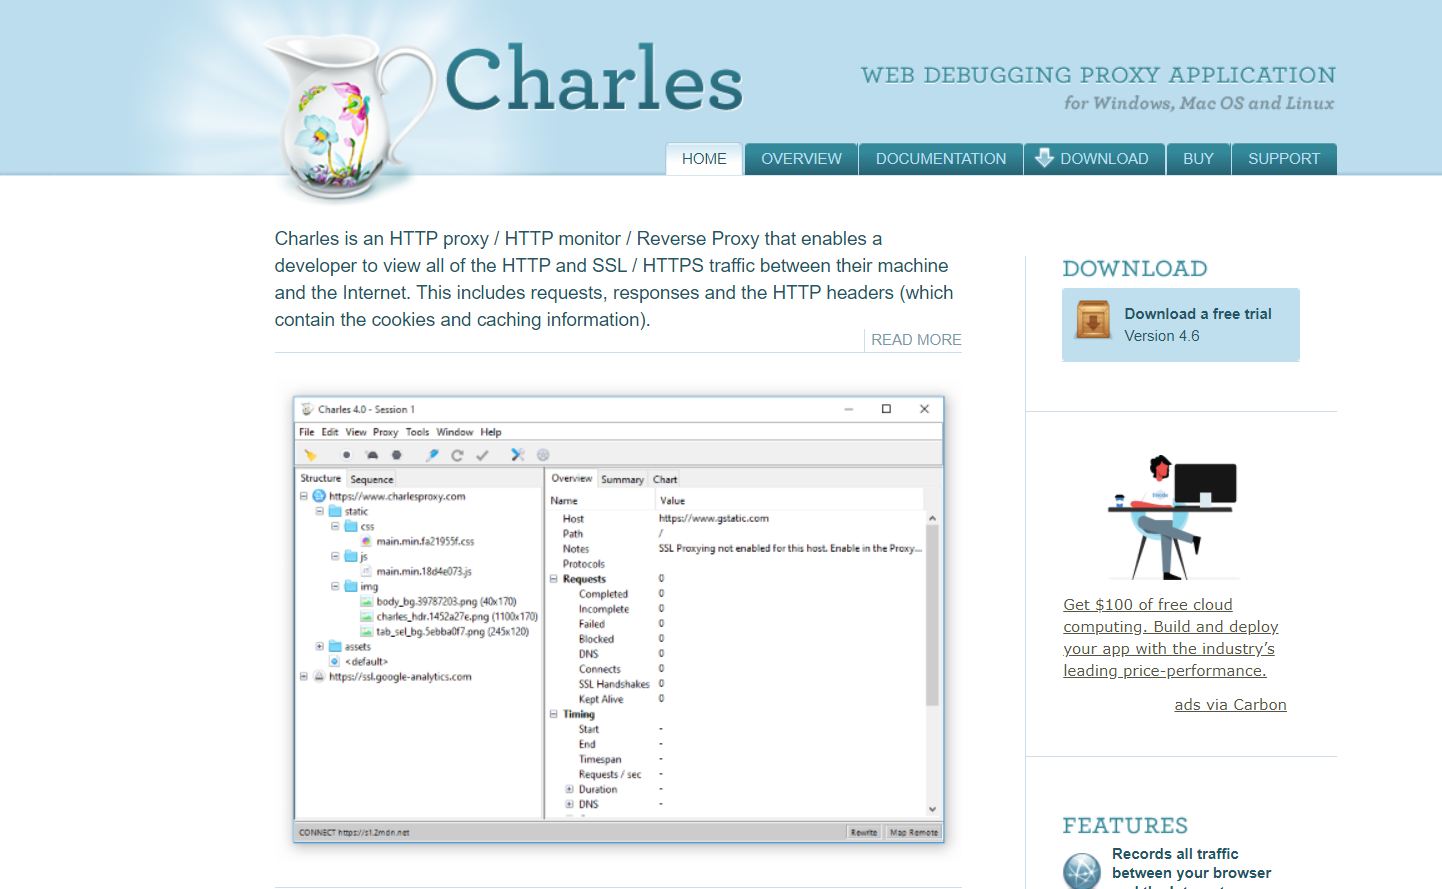 Charles
WEB DEBUGGING PROXY APPLICATION
for Windows, Mac OS and Linux
HOME
OVERVIEW
DOCUMENTATION
DOWNLOAD
BUY
SUPPORT
Charles is an HTTP proxy / HTTP monitor / Reverse Proxy that enables a
developer to view all of the HTTP and SSL / HTTPS traffic between their machine
and the Internet. This includes requests, responses and the HTTP headers (which
contain the cookies and caching information).
READ MORE
Charles 4.0 - Session 1
File Edit View Proxy Tools Window Help
Structure Sequence
https://www.charlesproxy.com
static
css
main.min.fa21955f.css
js
main.min.18d4e073.js
img
body_bg.39787203.png (40x170)
charles_hdr.1452a27e.png (1100x170)
tab_sel_bg.5ebba0f7.png (245x120)
assets
<default>
https://ssl.google-analytics.com
Overview Summary Chart
Name Value
Host https://www.gstatic.com
Path /
Notes SSL Proxying not enabled for this host. Enable in the Proxy...
Protocols
Requests 0
Completed 0
Incomplete 0
Failed 0
Blocked 0
DNS 0
Connects 0
SSL Handshakes 0
Kept Alive 0
Timing
Start -
End -
Timespan -
Requests / sec -
Duration -
DNS -
CONNECT https://s1.2mdn.net
Rewrite
Map Remote
DOWNLOAD
Download a free trial
Version 4.6
Get $100 of free cloud
computing. Build and deploy
your app with the industry’s
leading price-performance.
ads via Carbon
FEATURES
Records all traffic
between your browser